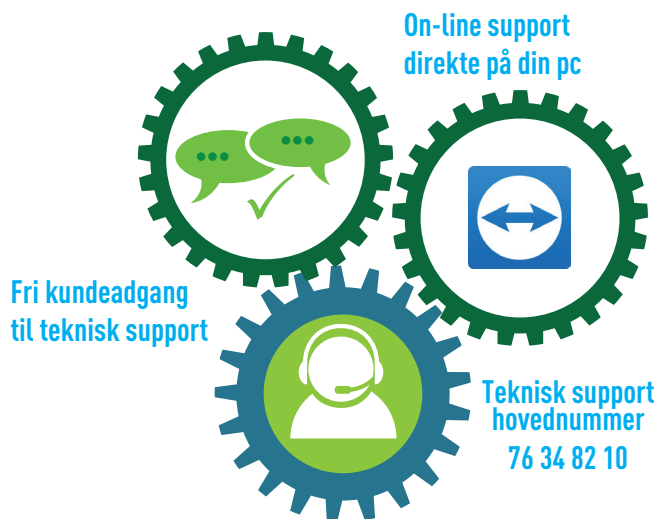 On-line support
direkte på din pc
Fri kundeadgang
til teknisk support
Teknisk support
hovednummer
76 34 82 10